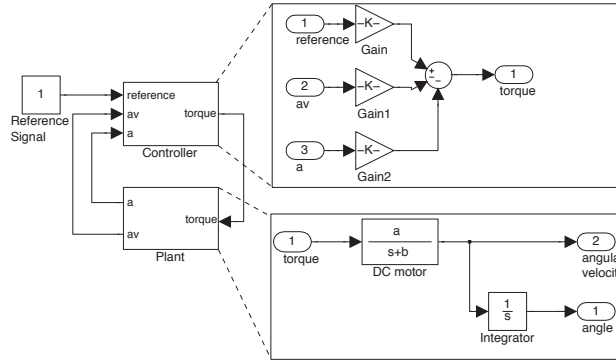 1
Reference
Signal
reference
av
a
torque
Controller
a
av
torque
Plant
1
reference
-K-
Gain
2
av
-K-
Gain1
3
a
-K-
Gain2
+
−
−
1
torque
1
torque
a
s+b
DC motor
2
angula
velocit
1
s
Integrator
1
angle